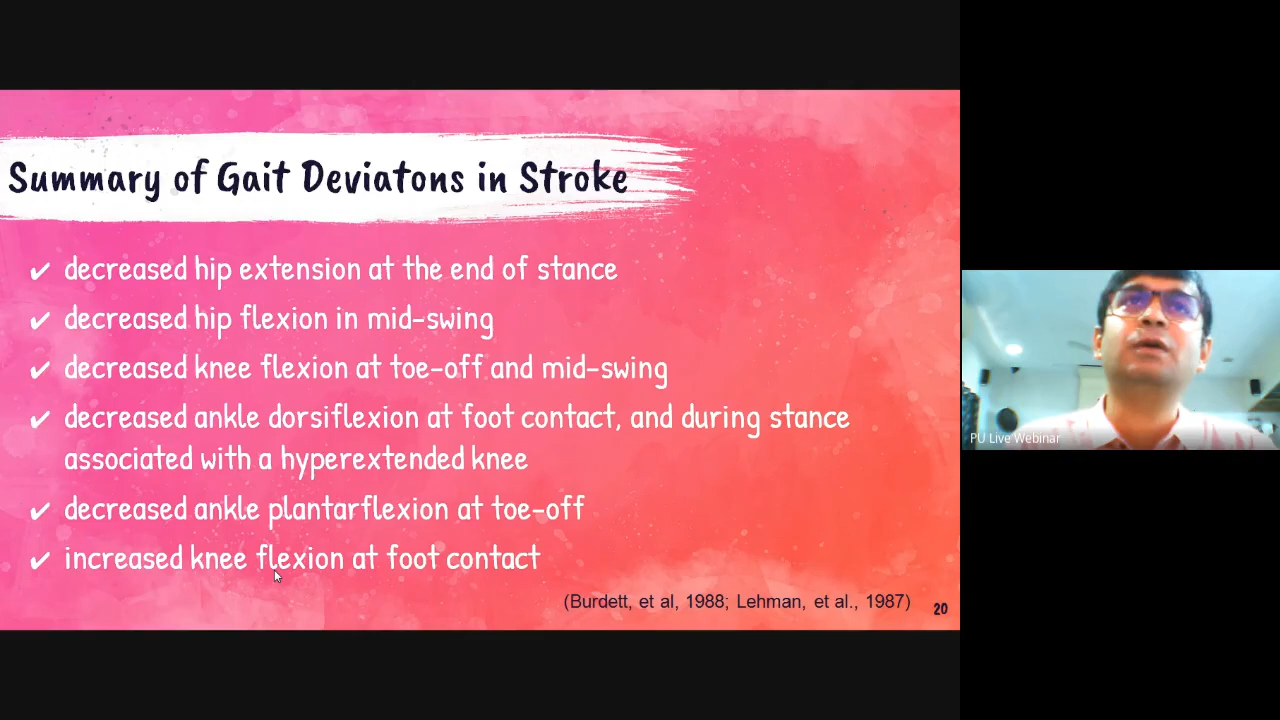 Summary of Gait Deviatons in Stroke
✔ decreased hip extension at the end of stance
✔ decreased hip flexion in mid-swing
✔ decreased knee flexion at toe-off and mid-swing
✔ decreased ankle dorsiflexion at foot contact, and during stance
associated with a hyperextended knee
✔ decreased ankle plantarflexion at toe-off
✔ increased knee flexion at foot contact
(Burdett, et al, 1988; Lehman, et al., 1987)
20
PU Live Webinar